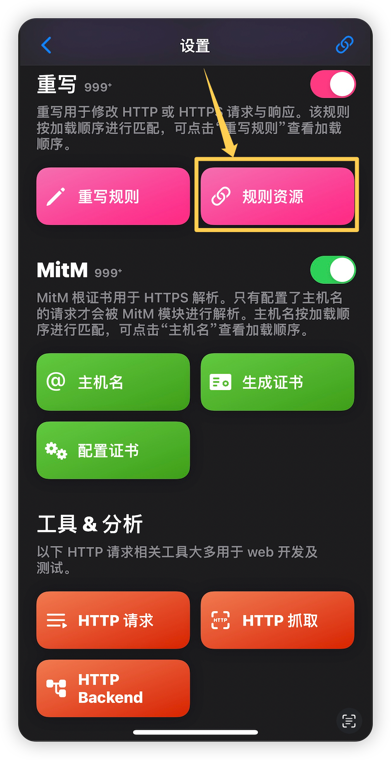 设置
重写 999+
重写用于修改 HTTP 或 HTTPS 请求与响应。该规则
按加载顺序进行匹配，可点击“重写规则”查看加载
顺序。
重写规则
规则资源
MitM 999+
MitM 根证书用于 HTTPS 解析。只有配置了主机名
的请求才会被 MitM 模块进行解析。主机名按加载顺
序进行匹配，可点击“主机名”查看加载顺序。
@ 主机名
生成证书
配置证书
工具 & 分析
以下 HTTP 请求相关工具大多用于 web 开发及
测试。
HTTP 请求
HTTP HTTP 抓取
HTTP
Backend